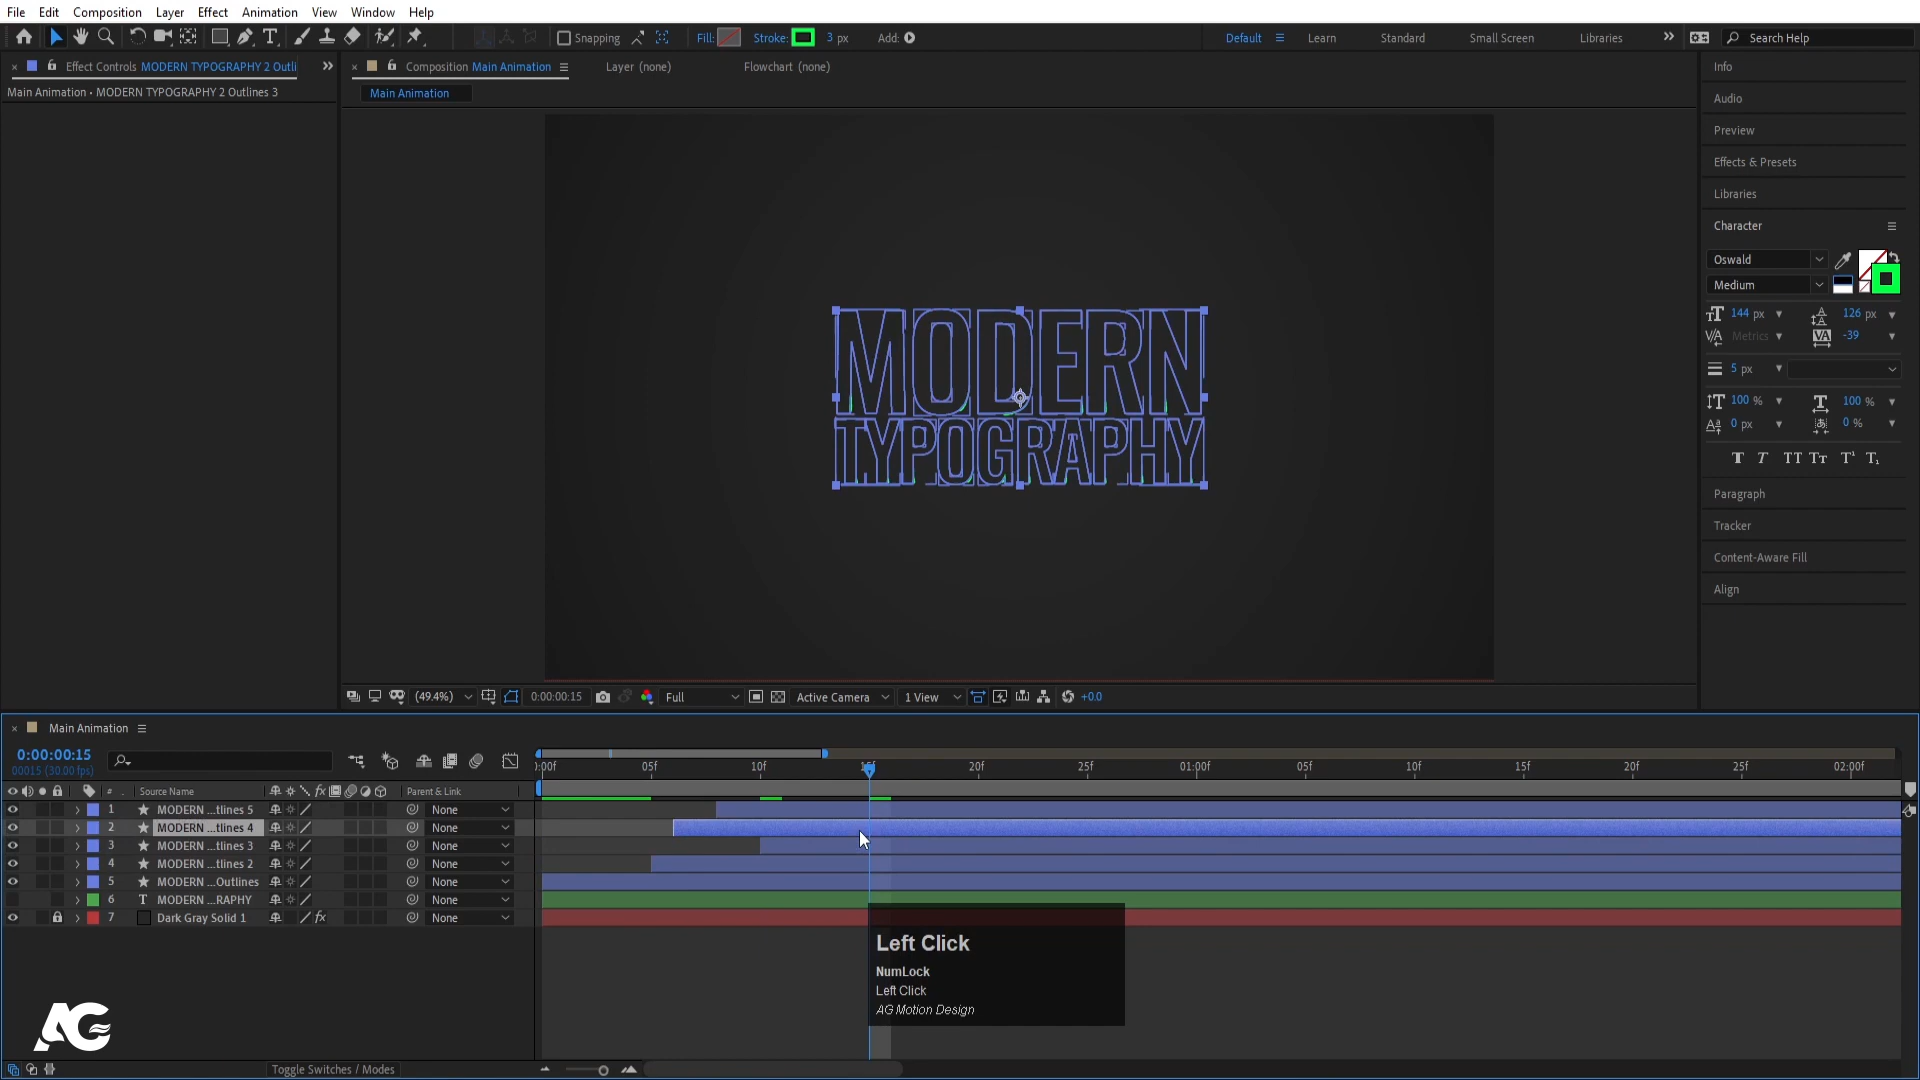 File Edit Composition Layer Effect Animation View Window Help
Snapping Fill: Stroke: 3 px Add: Default Learn Standard Small Screen Libraries Search Help
Effect Controls MODERN TYPOGRAPHY 2 Outli
Composition Main Animation Layer (none) Flowchart (none)
Info
Main Animation • MODERN TYPOGRAPHY 2 Outlines 3
Main Animation
Audio
Preview
Effects & Presets
Libraries
Character
Oswald
Medium
144 px 126 px
Metrics -39
5 px
100 % 100 %
0 px 0 %
T T TT Tt T¹ T₁
Paragraph
Tracker
Content-Aware Fill
Align
MODERN
TYPOGRAPHY
(49.4%) 0:00:00:15 Full Active Camera 1 View +0.0
Main Animation
0:00:00:15
00015 (30.00 fps)
):00f 05f 10f 15f 20f 25f 01:00f 05f 10f 15f 20f 25f 02:00f
# Source Name fx Parent & Link
1 MODERN ...tlines 5 None
2 MODERN ...tlines 4 None
3 MODERN ...tlines 3 None
4 MODERN ...tlines 2 None
5 MODERN ...Outlines None
6 T MODERN ...RAPHY None
7 Dark Gray Solid 1 fx None
Left Click
NumLock
Left Click
AG Motion Design
AG
Toggle Switches / Modes